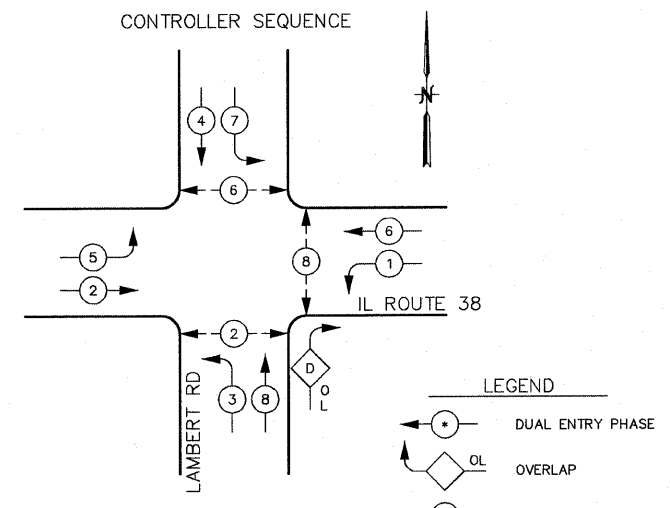 CONTROLLER SEQUENCE
N
4
7
6
6
5
8
1
2
IL ROUTE 38
2
D
LAMBERT RD
3
8
O
L
LEGEND
*
DUAL ENTRY PHASE
OL
OVERLAP